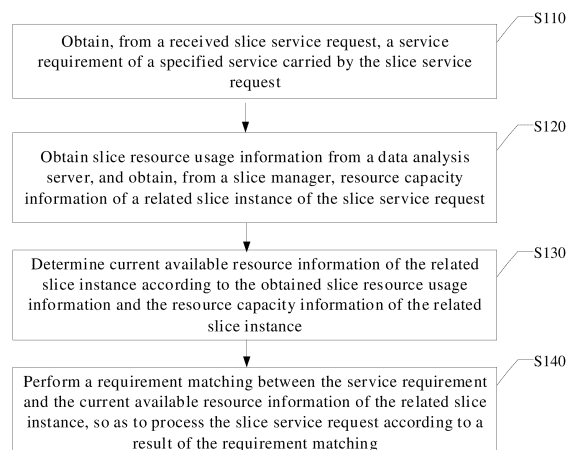 S110
Obtain, from a received slice service request, a service
requirement of a specified service carried by the slice service
request
S120
Obtain slice resource usage information from a data analysis
server, and obtain, from a slice manager, resource capacity
information of a related slice instance of the slice service request
S130
Determine current available resource information of the related
slice instance according to the obtained slice resource usage
information and the resource capacity information of the related
slice instance
S140
Perform a requirement matching between the service requirement
and the current available resource information of the related slice
instance, so as to process the slice service request according to a
result of the requirement matching